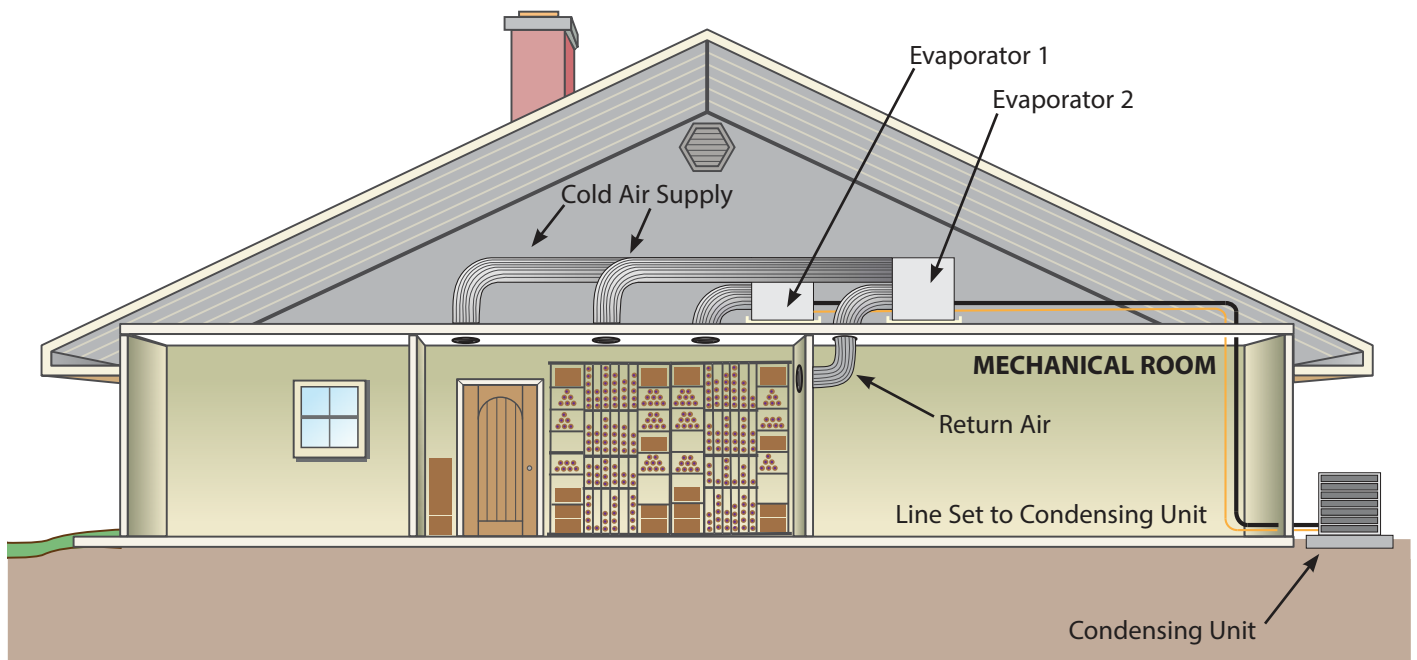 Evaporator 1
Evaporator 2
Cold Air Supply
MECHANICAL ROOM
Return Air
Line Set to Condensing Unit
Condensing Unit